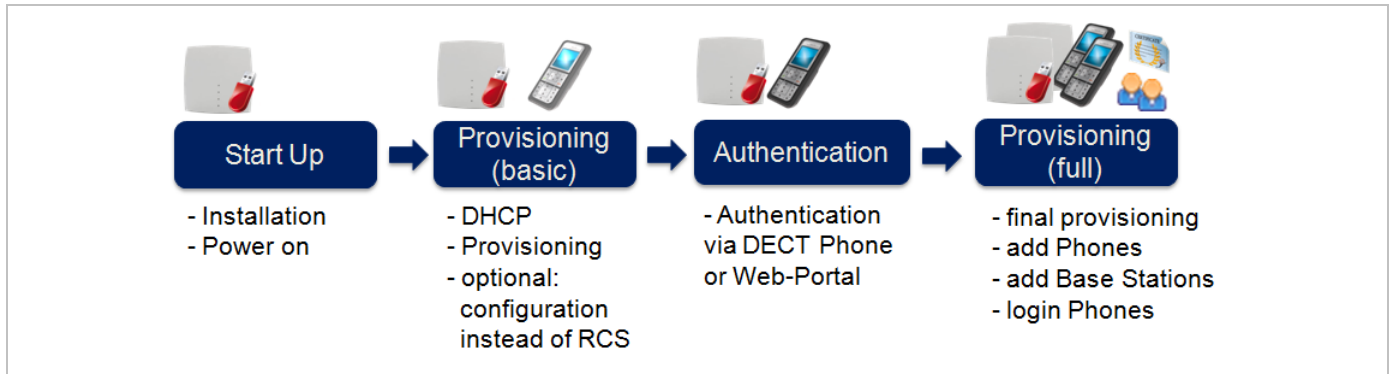 Start Up
- Installation
- Power on
Provisioning
(basic)
- DHCP
- Provisioning
- optional:
configuration
instead of RCS
Authentication
- Authentication
via DECT Phone
or Web-Portal
Provisioning
(full)
- final provisioning
- add Phones
- add Base Stations
- login Phones